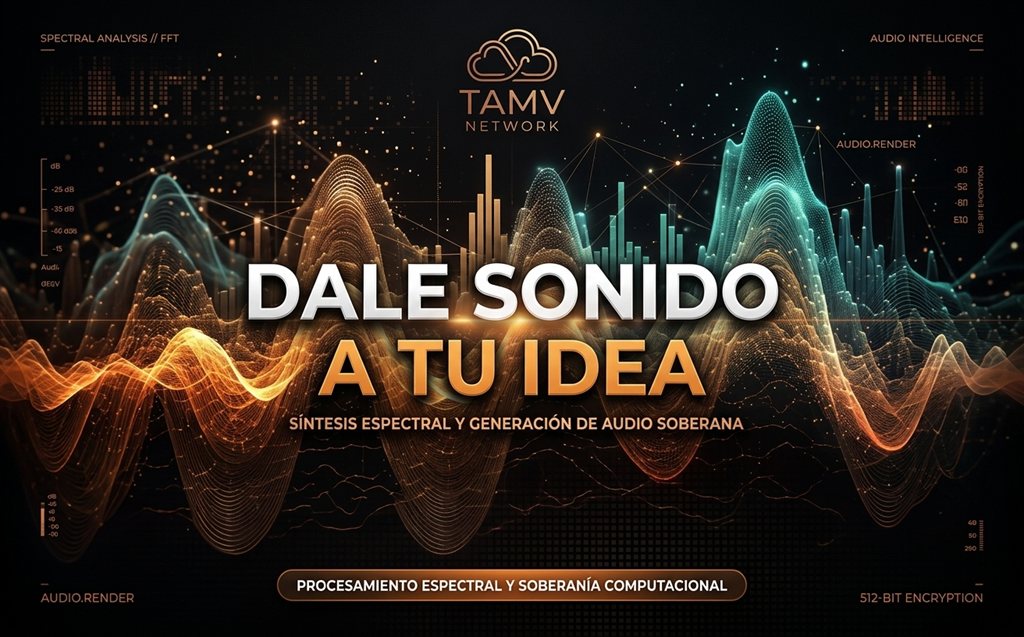 SPECTRAL ANALYSIS // FFT
AUDIO INTELLIGENCE
TAMV
NETWORK
AUDIO.RENDER
dB
-25 dB
-35 dB
DALE SONIDO
A TU IDEA
SÍNTESIS ESPECTRAL Y GENERACIÓN DE AUDIO SOBERANA
PROCESAMIENTO ESPECTRAL Y SOBERANÍA COMPUTACIONAL
AUDIO.RENDER
512-BIT ENCRYPTION